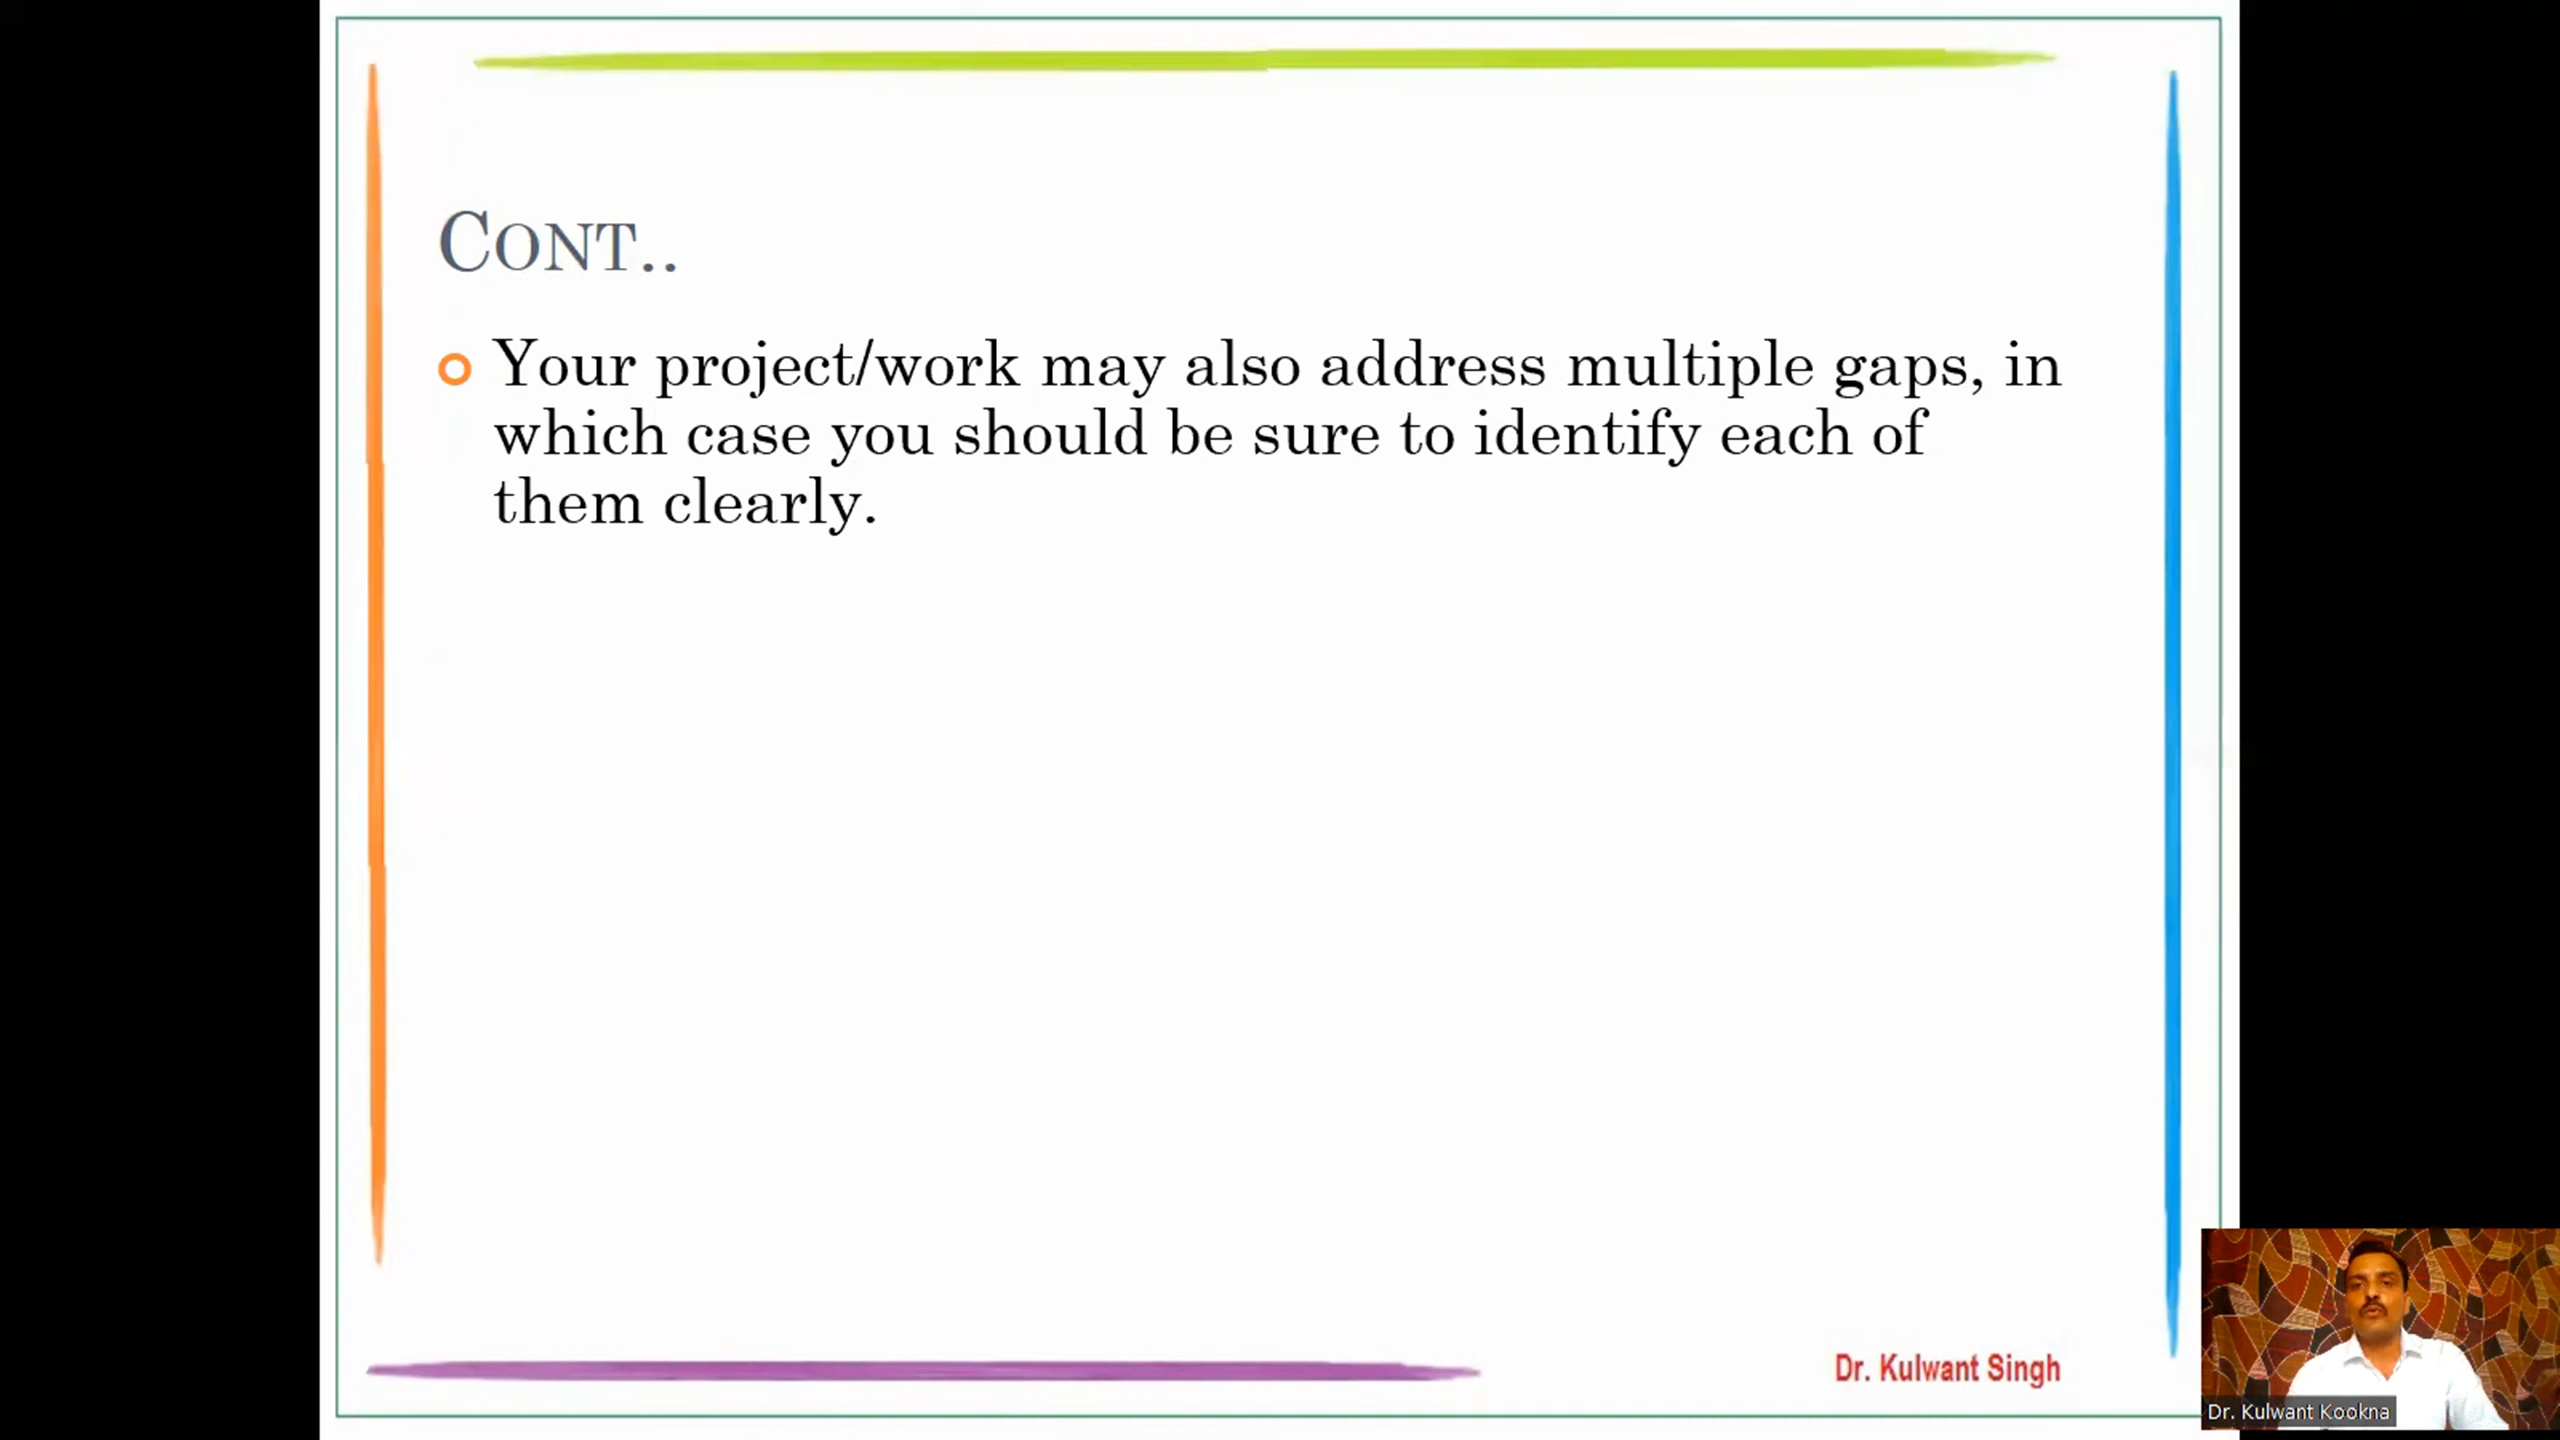 CONT..
Your project/work may also address multiple gaps, in
which case you should be sure to identify each of
them clearly.
Dr. Kulwant Singh
Dr. Kulwant Kookna